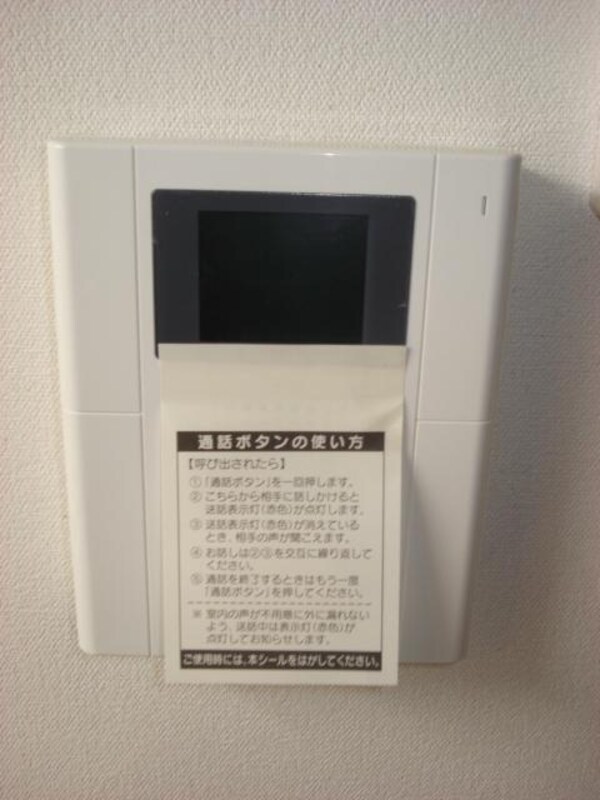 通話ボタンの使い方
【呼び出されたら】
①「通話ボタン」を一回押します。
②こちらから相手に話しかけると
送話表示灯(赤色)が点灯します。
③送話表示灯(赤色)が消えている
とき、相手の声が聞こえます。
④お話しは②③を交互に繰り返して
ください。
⑤通話を終了するときはもう一度
「通話ボタン」を押してください。
※室内の声が不用意に外に漏れない
よう、送話中は表示灯(赤色)が
点灯してお知らせします。
ご使用時には、本シールをはがしてください。